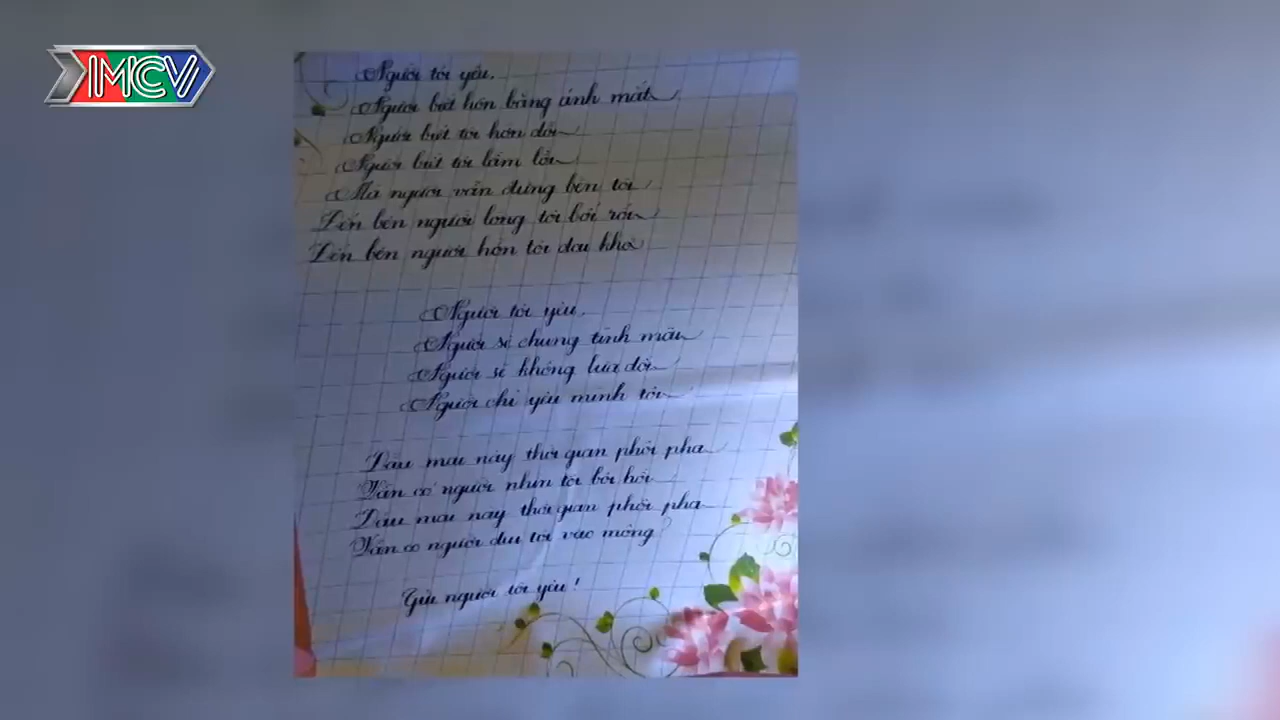 MCV
Người tôi yêu,
Người biết hôn bằng ánh mắt
Người biết tôi hờn dỗi
Người biết tôi lầm lỗi
Mà người vẫn đứng bên tôi
Đến bên người lòng tôi bối rối
Đến bên người hồn tôi dại khờ
Người tôi yêu,
Người sẽ chung tình mãi
Người sẽ không lừa dối
Người chỉ yêu mình tôi
Dẫu mai này thời gian phôi pha
Vẫn có người nhìn tôi bồi hồi
Dẫu mai này thời gian phôi pha
Vẫn có người đưa tôi vào mộng
Gửi người tôi yêu!